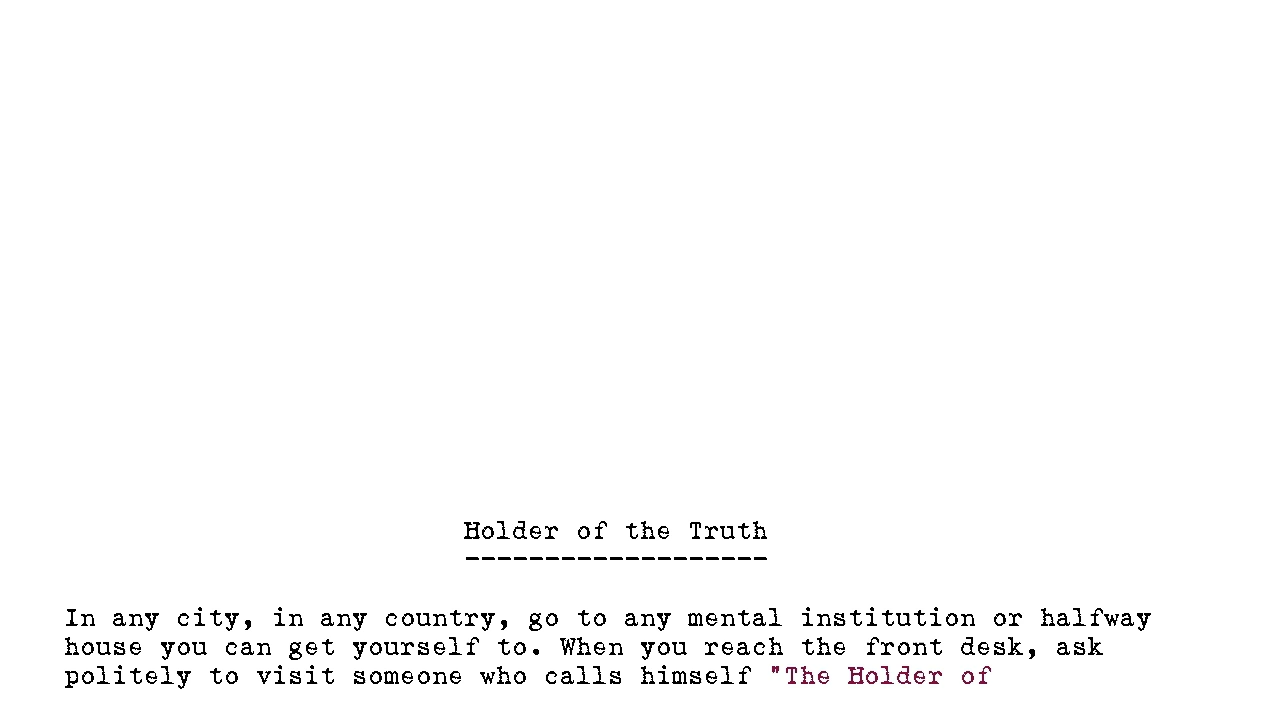 Holder of the Truth
-------------------
In any city, in any country, go to any mental institution or halfway
house you can get yourself to. When you reach the front desk, ask
politely to visit someone who calls himself "The Holder of